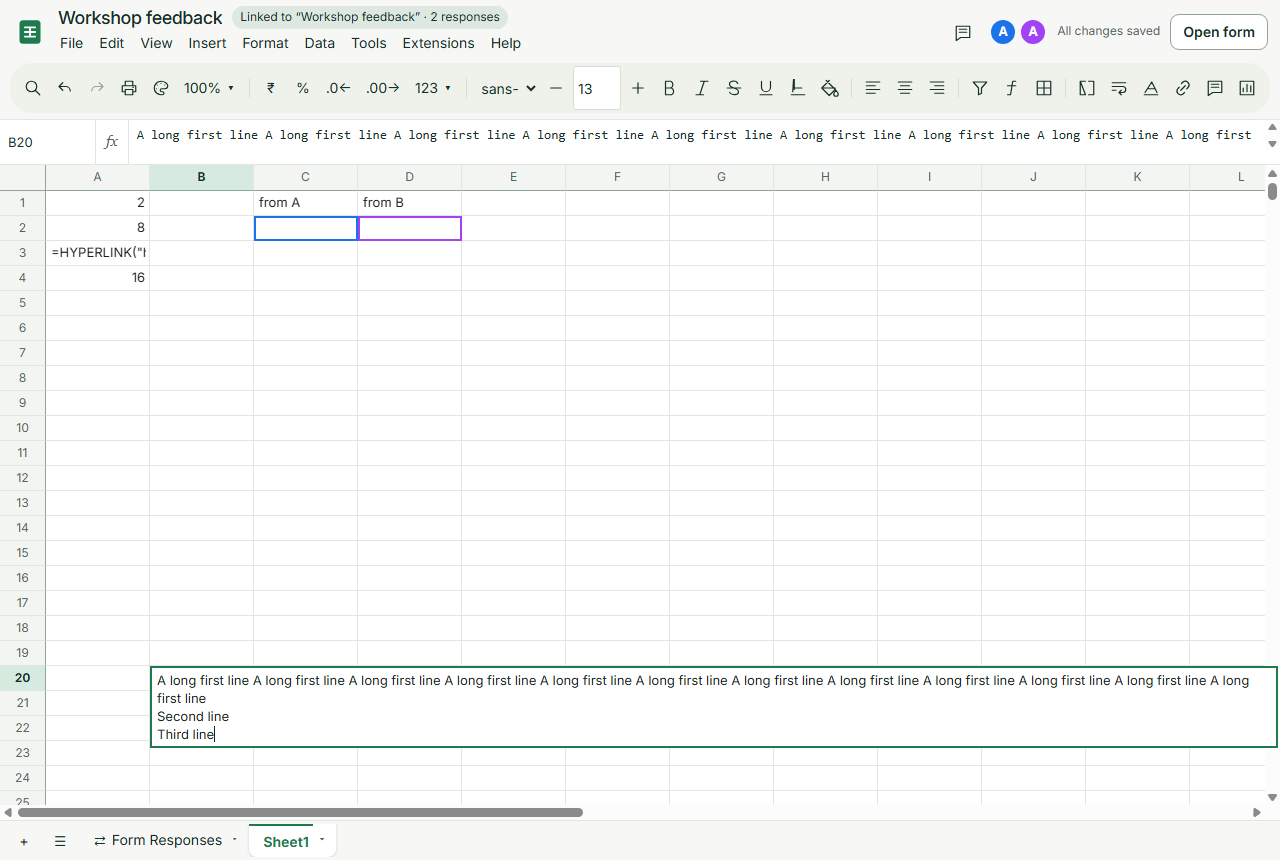 Workshop feedback
Linked to “Workshop feedback” · 2 responses
File Edit View Insert Format Data Tools Extensions Help
A A All changes saved Open form
100% ₹ % .0← .00→ 123 sans- 13
B20 fx A long first line A long first line A long first line A long first line A long first line A long first line A long first line A long first line A long first
A B C D E F G H I J K L
1 2 from A from B
2 8
3 =HYPERLINK("h
4 16
5
6
7
8
9
10
11
12
13
14
15
16
17
18
19
20 A long first line A long first line A long first line A long first line A long first line A long first line A long first line A long first line A long first line A long first line A long first line A long
first line
21 Second line
22 Third line
23
24
25
+ Form Responses Sheet1